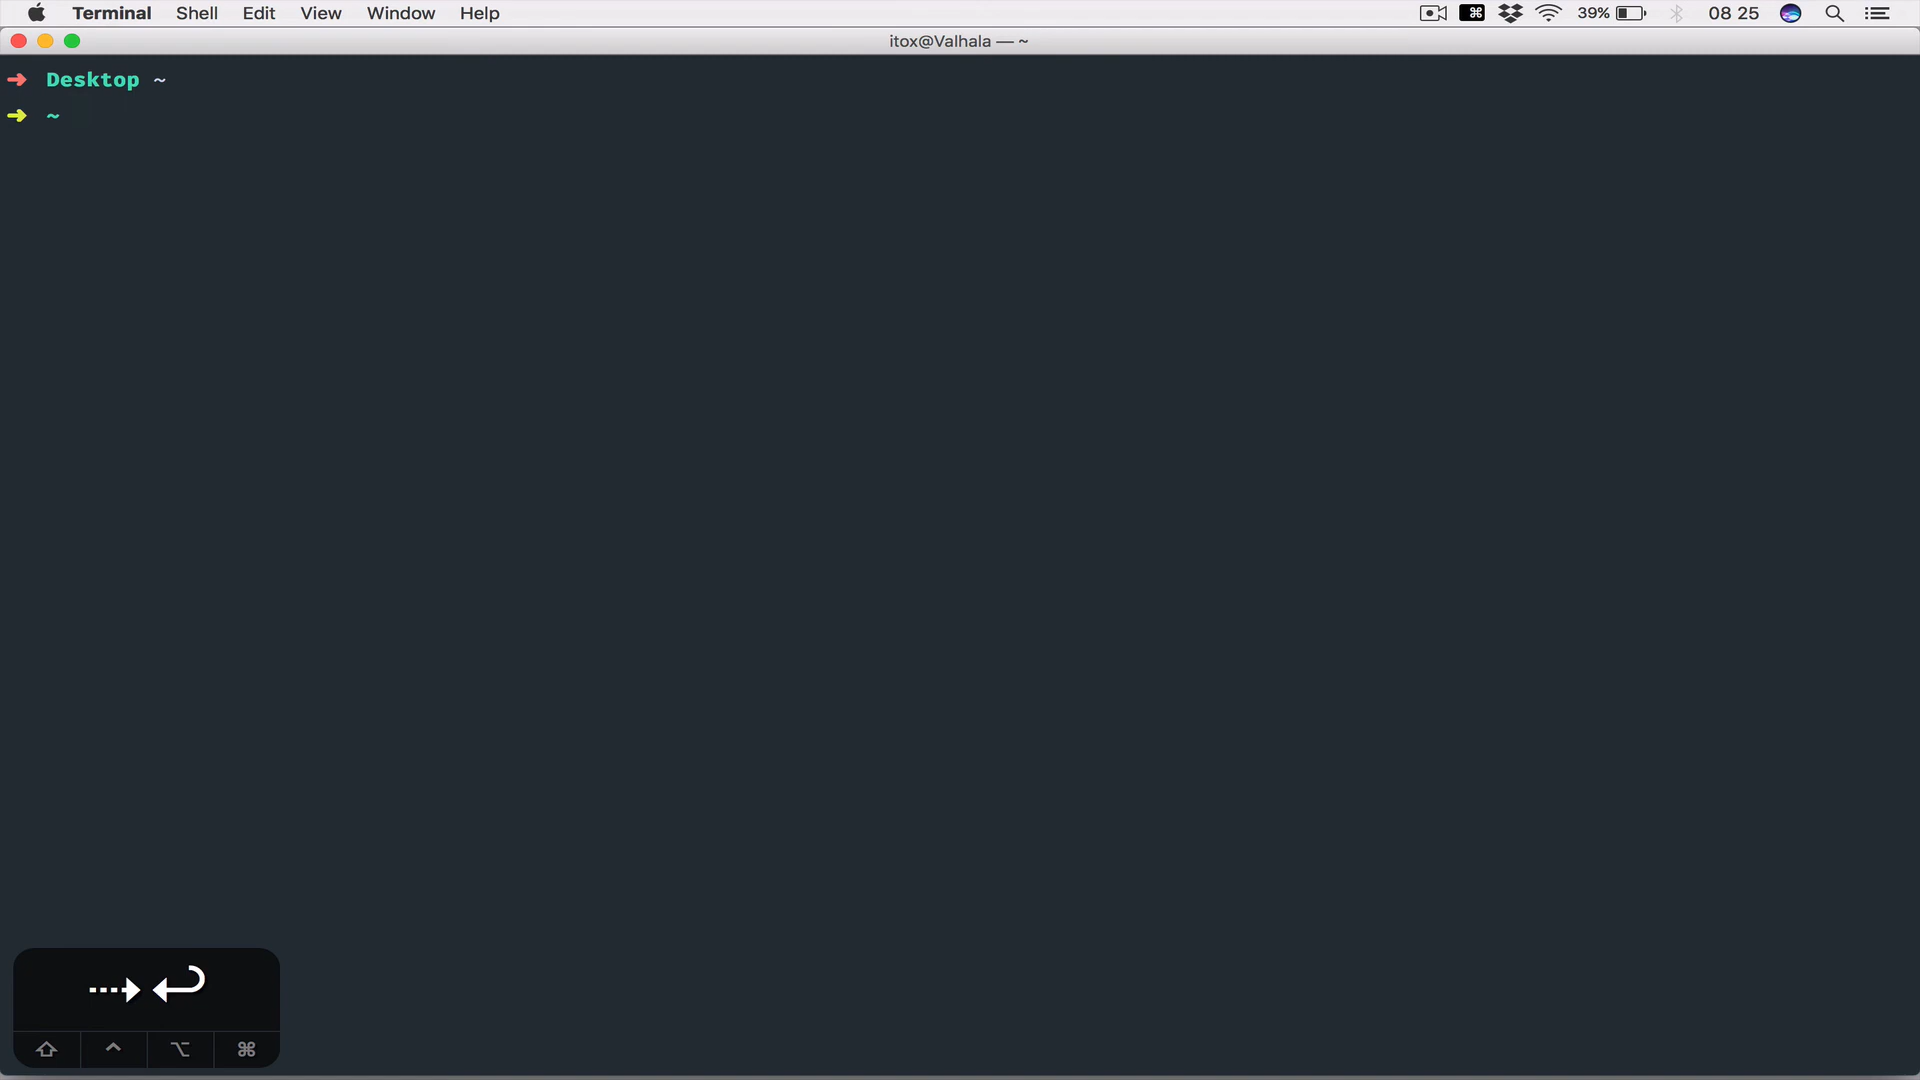 Terminal Shell Edit View Window Help 39% 08 25
itox@Valhala — ~
➜ Desktop ~
➜ ~